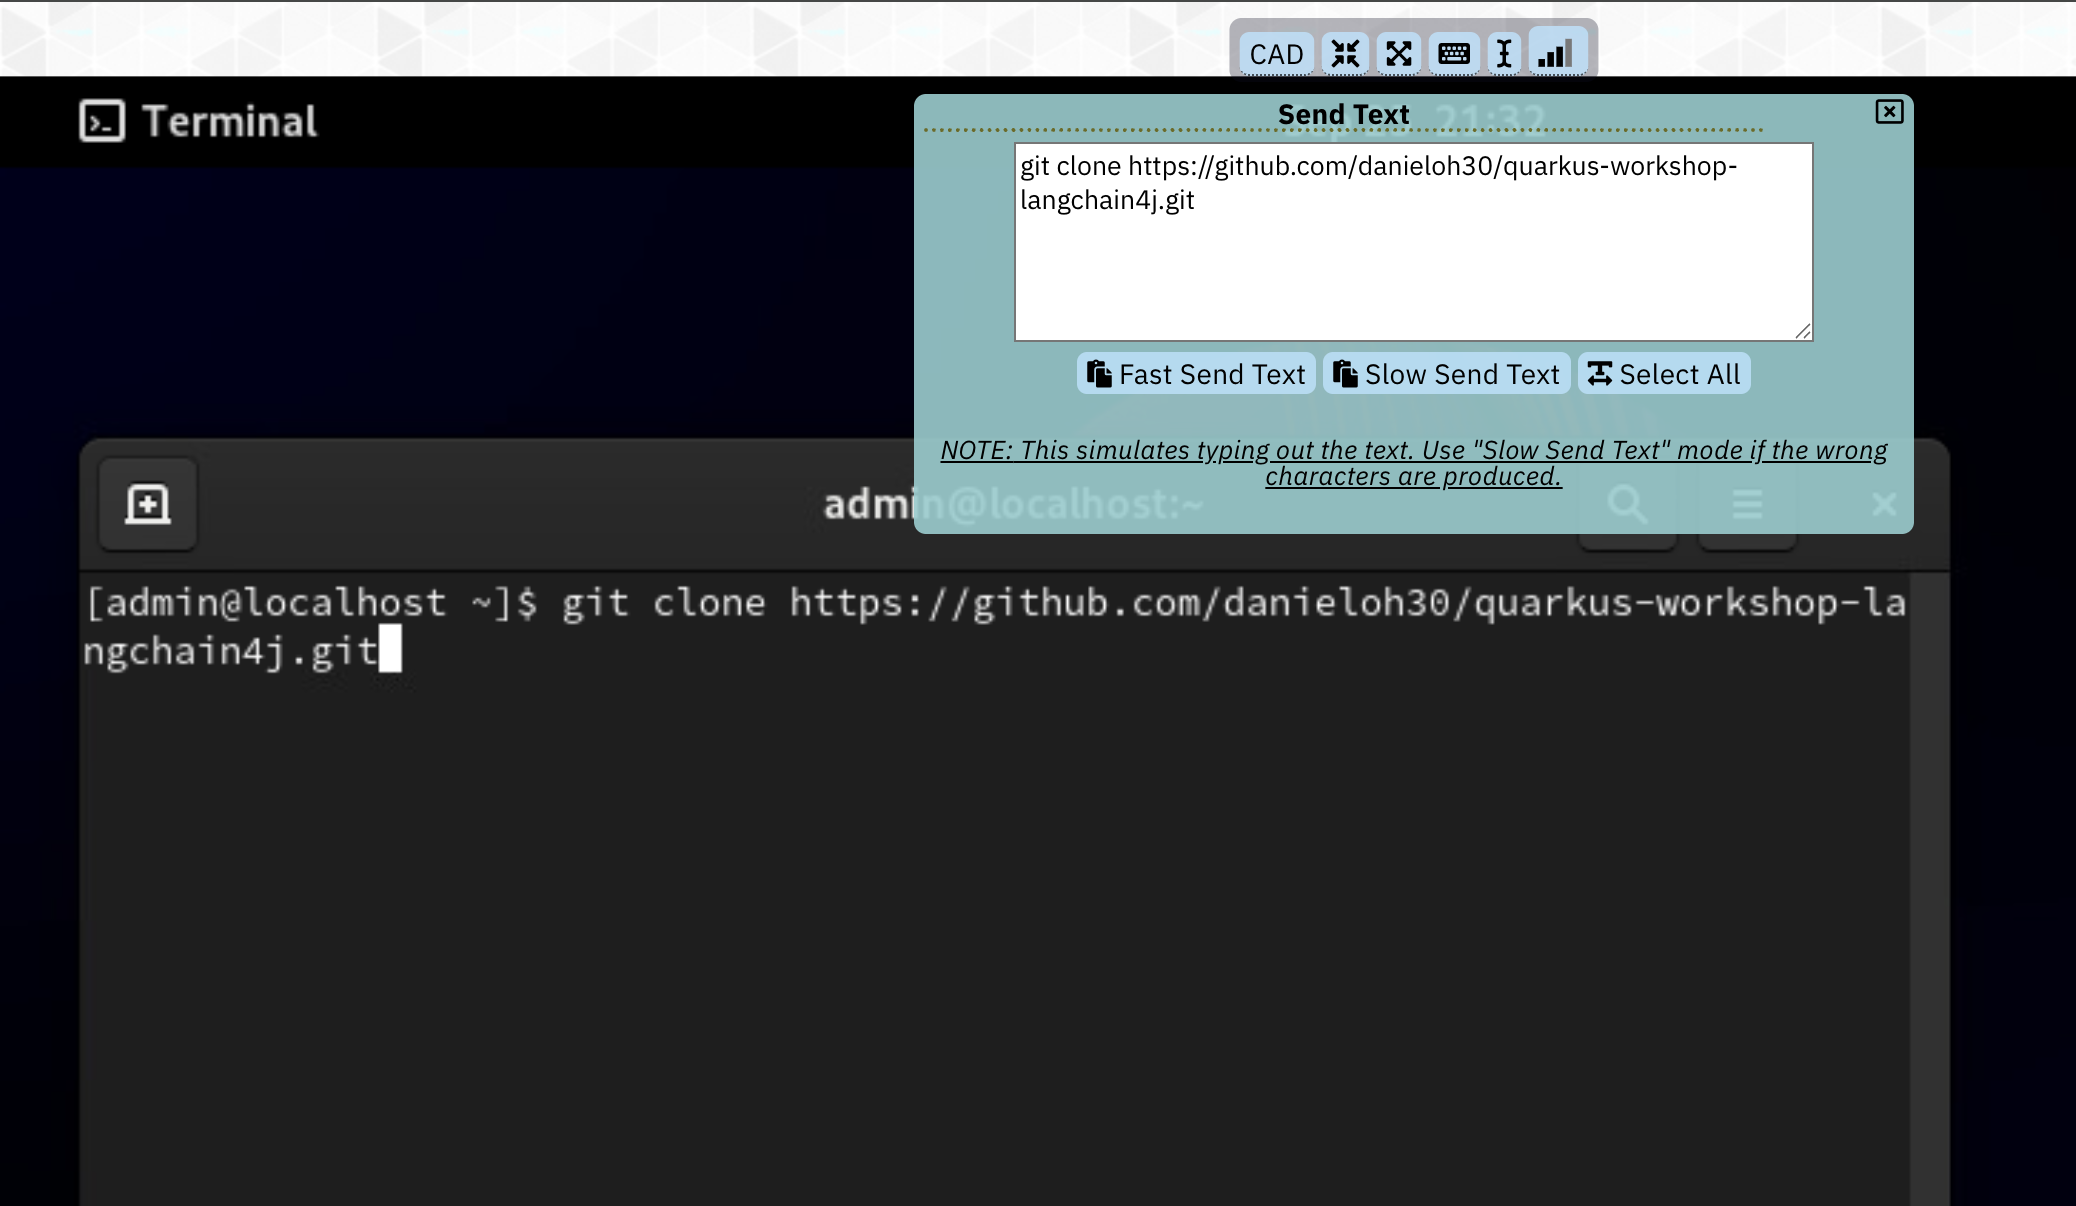 CAD
Terminal
Send Text
21:32
git clone https://github.com/danieloh30/quarkus-workshop-
langchain4j.git
Fast Send Text Slow Send Text Select All
NOTE: This simulates typing out the text. Use "Slow Send Text" mode if the wrong
characters are produced.
admin@localhost:~
[admin@localhost ~]$ git clone https://github.com/danieloh30/quarkus-workshop-la
ngchain4j.git